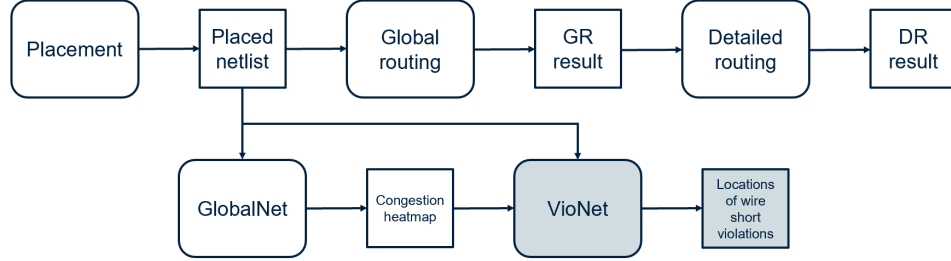 Placement
Placed
netlist
Global
routing
GR
result
Detailed
routing
DR
result
GlobalNet
Congestion
heatmap
VioNet
Locations
of wire
short
violations